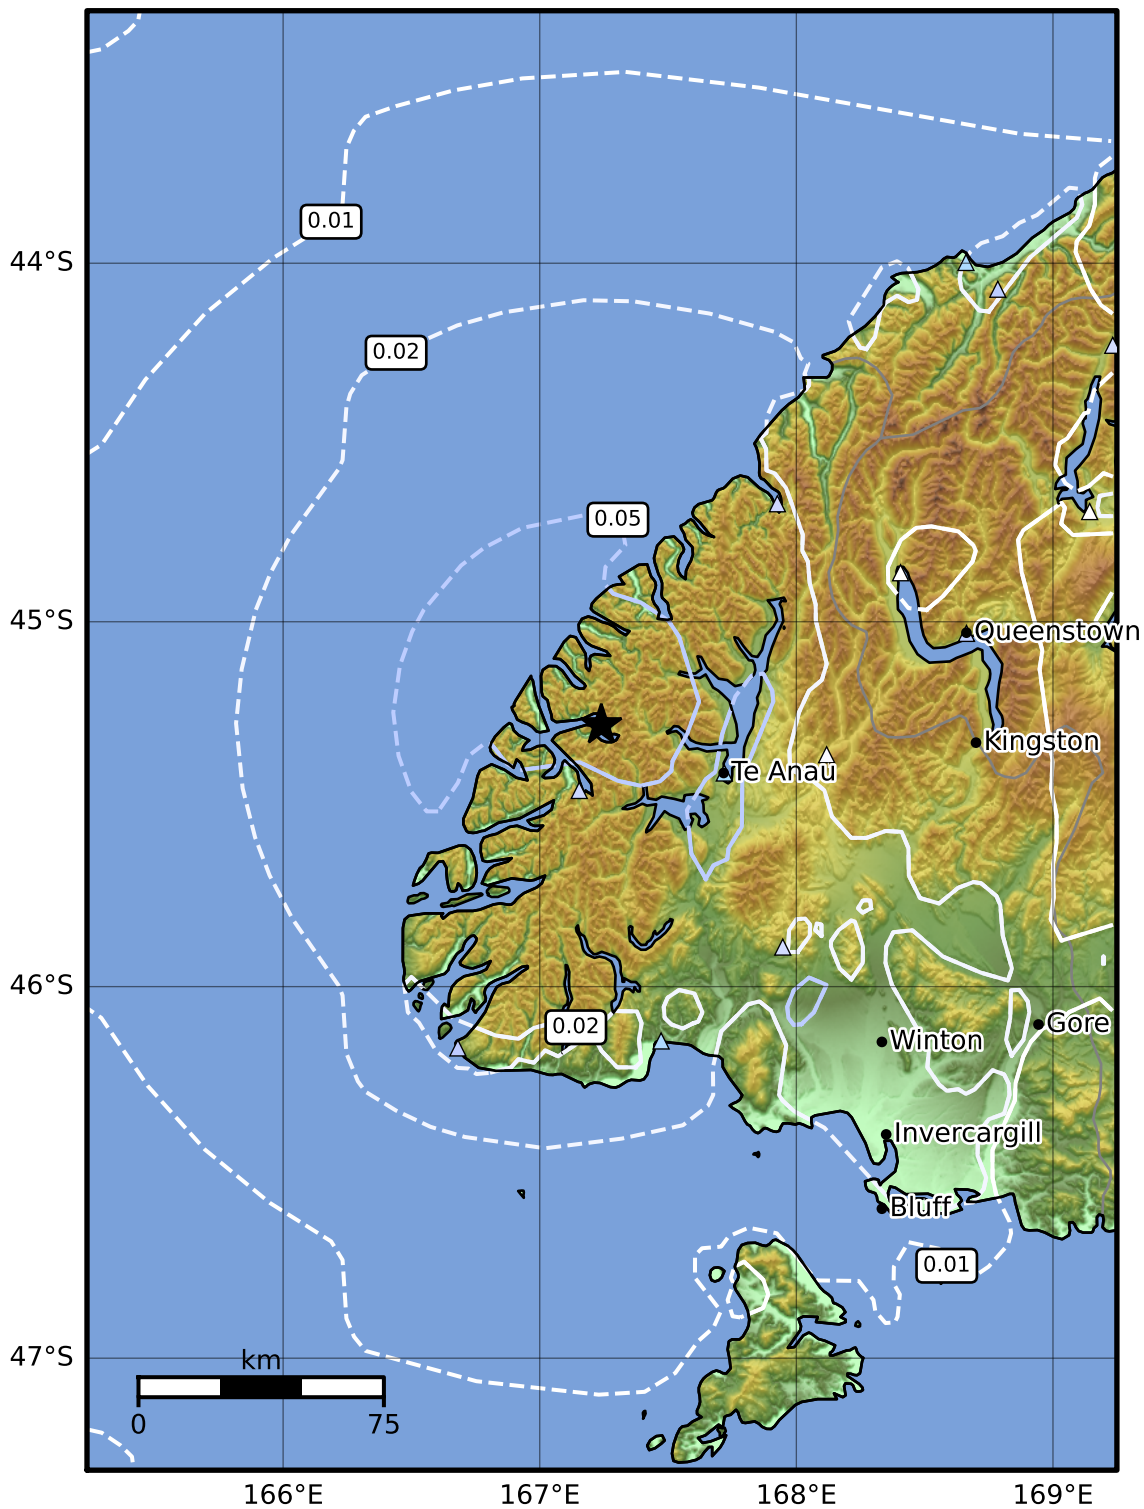 0.01
44°S
0.02
0.05
45°S
Queenstown
Kingston
Te Anau
46°S
0.02
Gore
Winton
Invercargill
Bluff
0.01
47°S
km
0 75
166°E 167°E 168°E 169°E